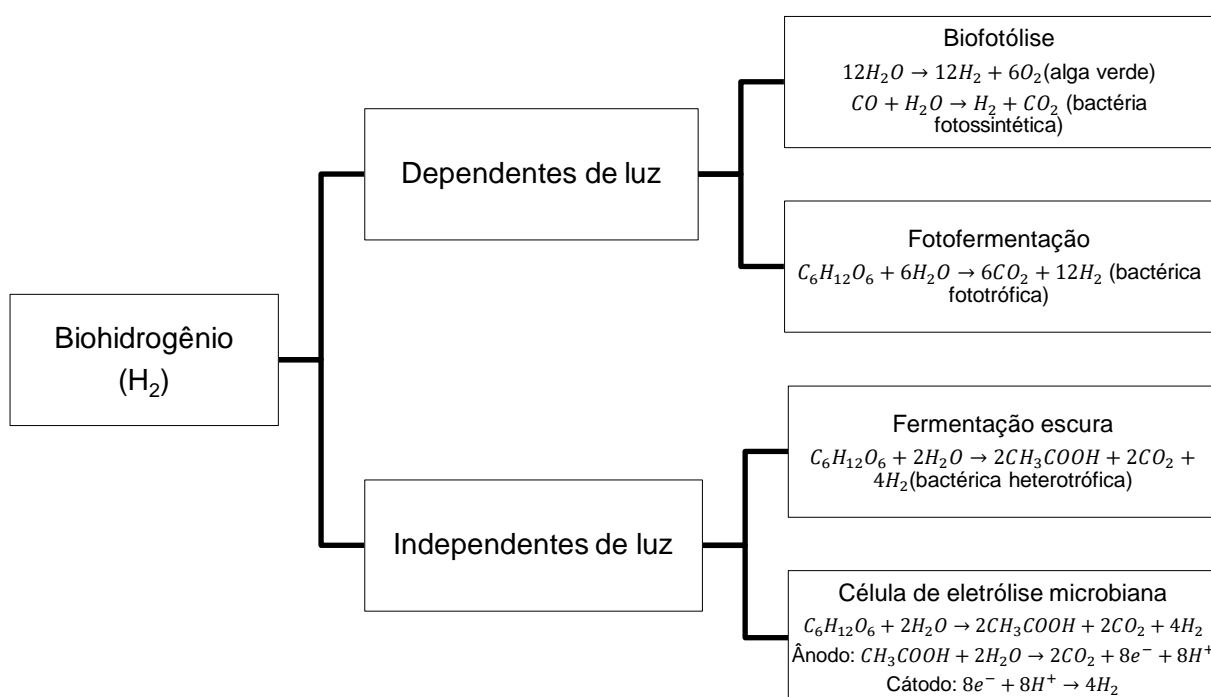 Biofotólise
12H₂O → 12H₂ + 6O₂(alga verde)
CO + H₂O → H₂ + CO₂ (bactéria
fotossintética)
Dependentes de luz
Fotofermentação
C₆H₁₂O₆ + 6H₂O → 6CO₂ + 12H₂ (bactérica
fototrófica)
Biohidrogênio
(H₂)
Fermentação escura
C₆H₁₂O₆ + 2H₂O → 2CH₃COOH + 2CO₂ +
4H₂(bactérica heterotrófica)
Independentes de luz
Célula de eletrólise microbiana
C₆H₁₂O₆ + 2H₂O → 2CH₃COOH + 2CO₂ + 4H₂
Ânodo: CH₃COOH + 2H₂O → 2CO₂ + 8e⁻ + 8H⁺
Cátodo: 8e⁻ + 8H⁺ → 4H₂